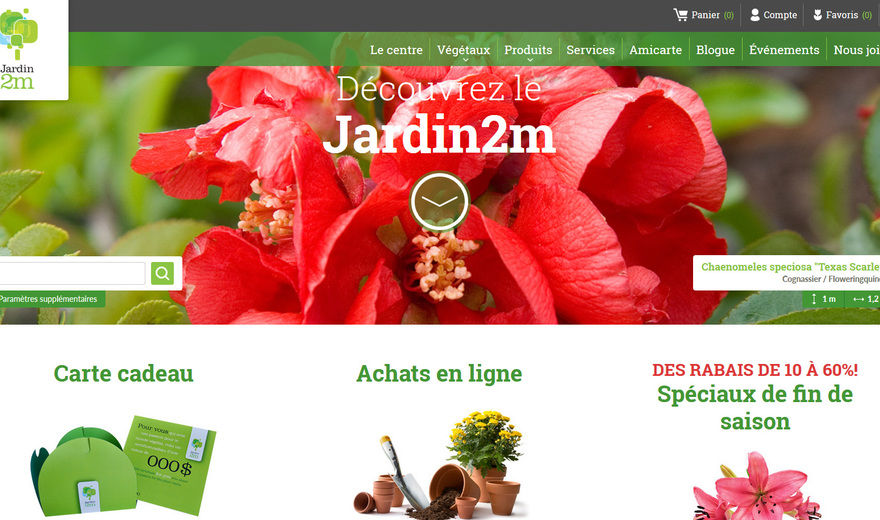 Panier (0)
Compte
Favoris (0)
Jardin
2m
Le centre
Végétaux
Produits
Services
Amicarte
Blogue
Événements
Nous joi
Découvrez le
Jardin2m
Paramètres supplémentaires
Chaenomeles speciosa "Texas Scarle
Cognassier / Floweringquin
1 m
1,2
Carte cadeau
Achats en ligne
DES RABAIS DE 10 À 60%!
Spéciaux de fin de
saison
Pour vous
000$